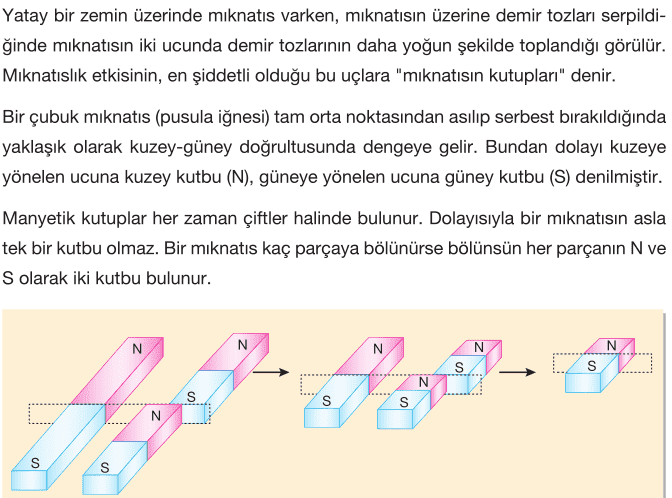 Yatay bir zemin üzerinde mıknatıs varken, mıknatısın üzerine demir tozları serpildi-
ğinde mıknatısın iki ucunda demir tozlarının daha yoğun şekilde toplandığı görülür.
Mıknatıslık etkisinin, en şiddetli olduğu bu uçlara "mıknatısın kutupları" denir.
Bir çubuk mıknatıs (pusula iğnesi) tam orta noktasından asılıp serbest bırakıldığında
yaklaşık olarak kuzey-güney doğrultusunda dengeye gelir. Bundan dolayı kuzeye
yönelen ucuna kuzey kutbu (N), güneye yönelen ucuna güney kutbu (S) denilmiştir.
Manyetik kutuplar her zaman çiftler halinde bulunur. Dolayısıyla bir mıknatısın asla
tek bir kutbu olmaz. Bir mıknatıs kaç parçaya bölünürse bölünsün her parçanın N ve
S olarak iki kutbu bulunur.
N
S
N
S
N
S
N
S
N
S
N
S
N
S